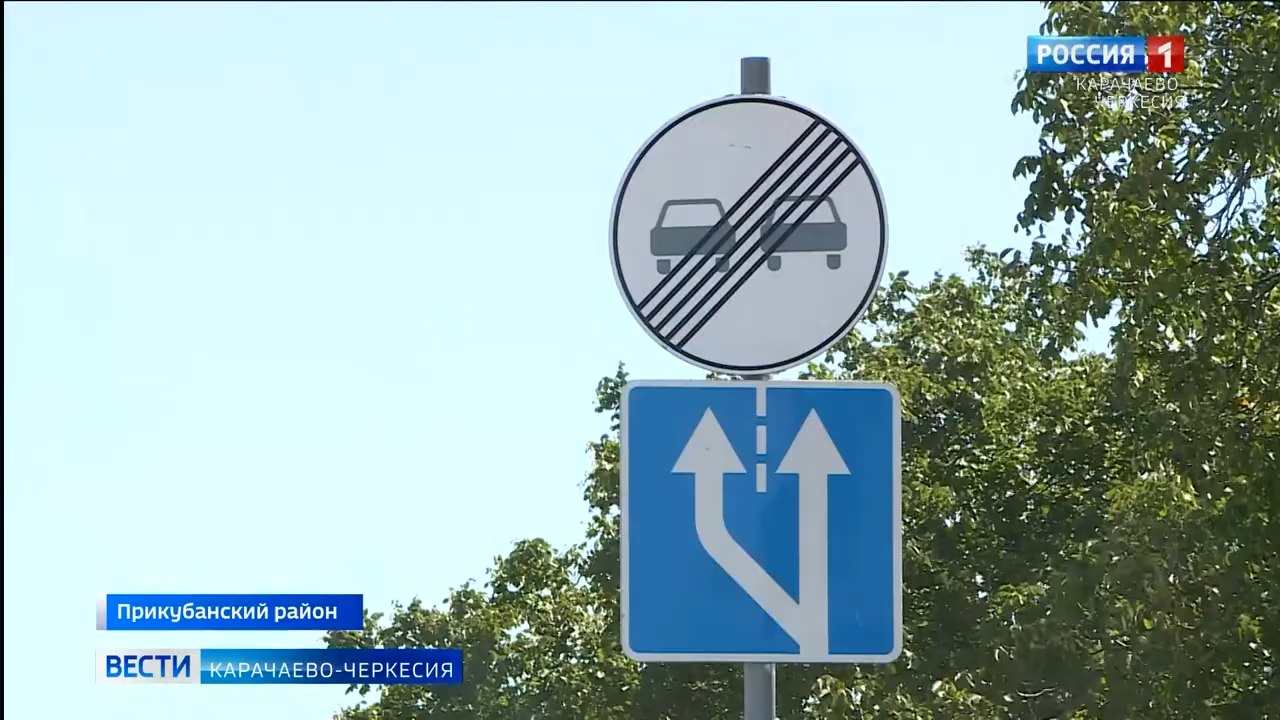 РОССИЯ 1
КАРАЧАЕВО-
ЧЕРКЕСИЯ
Прикубанский район
ВЕСТИ КАРАЧАЕВО-ЧЕРКЕСИЯ